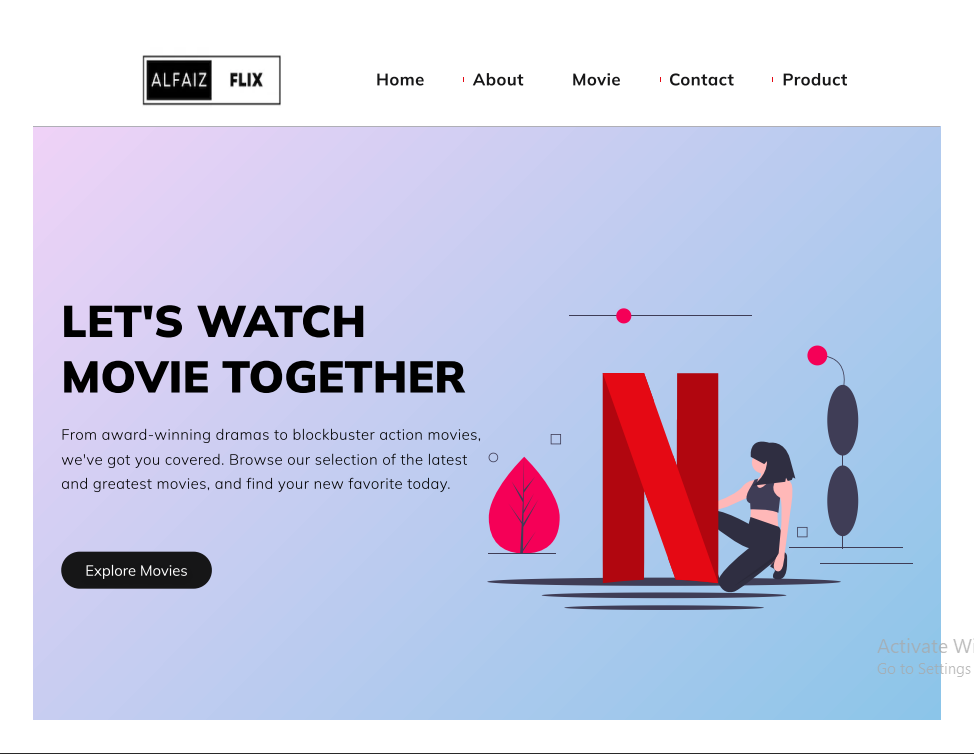 ALFAIZ FLIX
Home About Movie Contact Product
LET'S WATCH
MOVIE TOGETHER
From award-winning dramas to blockbuster action movies,
we've got you covered. Browse our selection of the latest
and greatest movies, and find your new favorite today.
Explore Movies
N
Activate Wi
Go to Settings